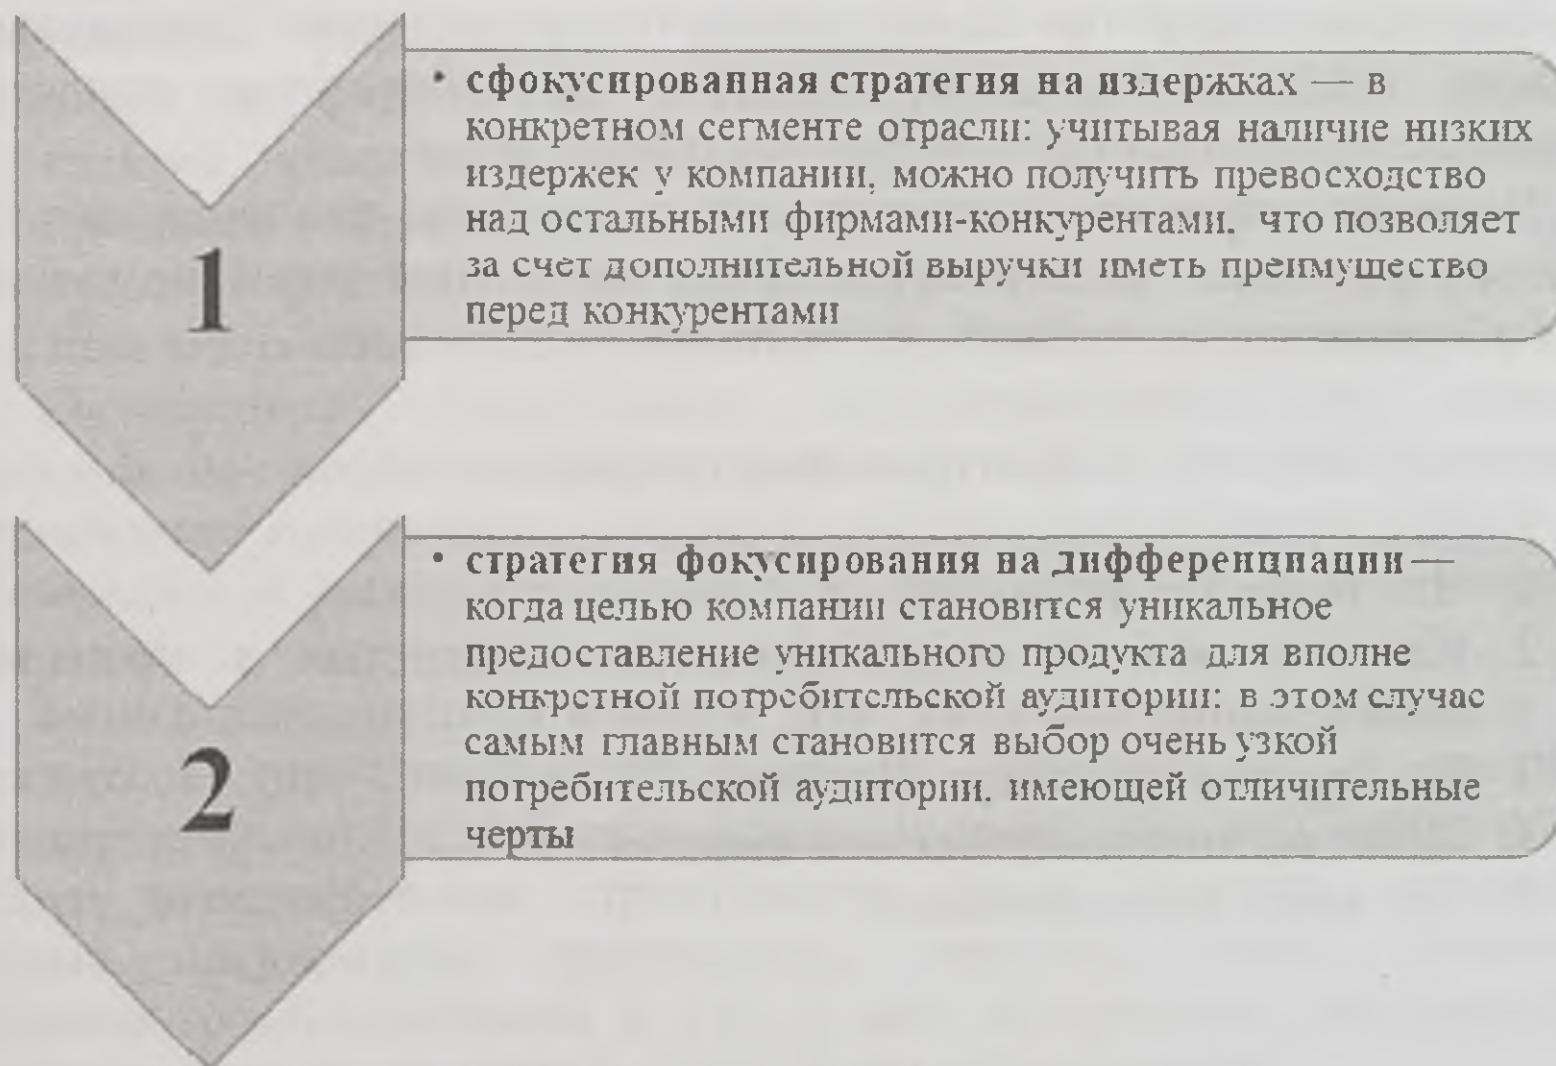 1
• сфокусированная стратегия на издержках — в
конкретном сегменте отрасли: учитывая наличие низких
издержек у компании, можно получить превосходство
над остальными фирмами-конкурентами. что позволяет
за счет дополнительной выручки иметь преимущество
перед конкурентами
2
• стратегия фокусирования на дифференциации —
когда целью компании становится уникальное
предоставление уникального продукта для вполне
конкретной потребительской аудитории: в этом случае
самым главным становится выбор очень узкой
потребительской аудитории. имеющей отличительные
черты